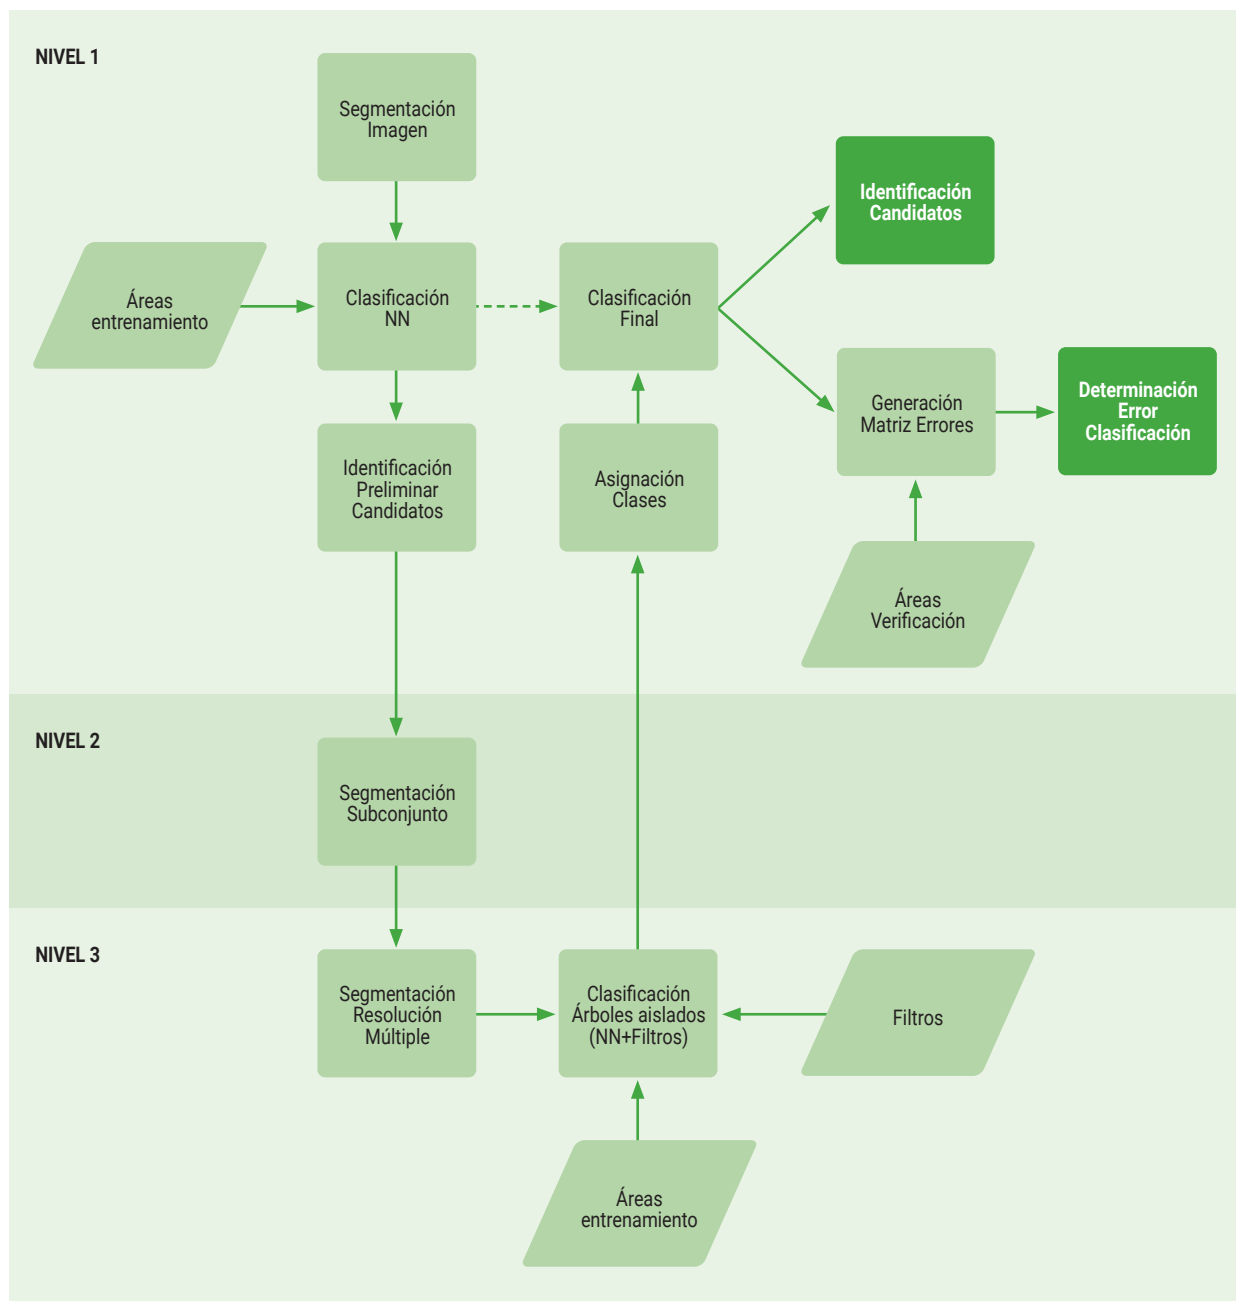 NIVEL 1
Segmentación
Imagen
Identificación
Candidatos
Áreas
entrenamiento
Clasificación
NN
Clasificación
Final
Generación
Matriz Errores
Determinación
Error
Clasificación
Identificación
Preliminar
Candidatos
Asignación
Clases
Áreas
Verificación
NIVEL 2
Segmentación
Subconjunto
NIVEL 3
Segmentación
Resolución
Múltiple
Clasificación
Árboles aislados
(NN+Filtros)
Filtros
Áreas
entrenamiento